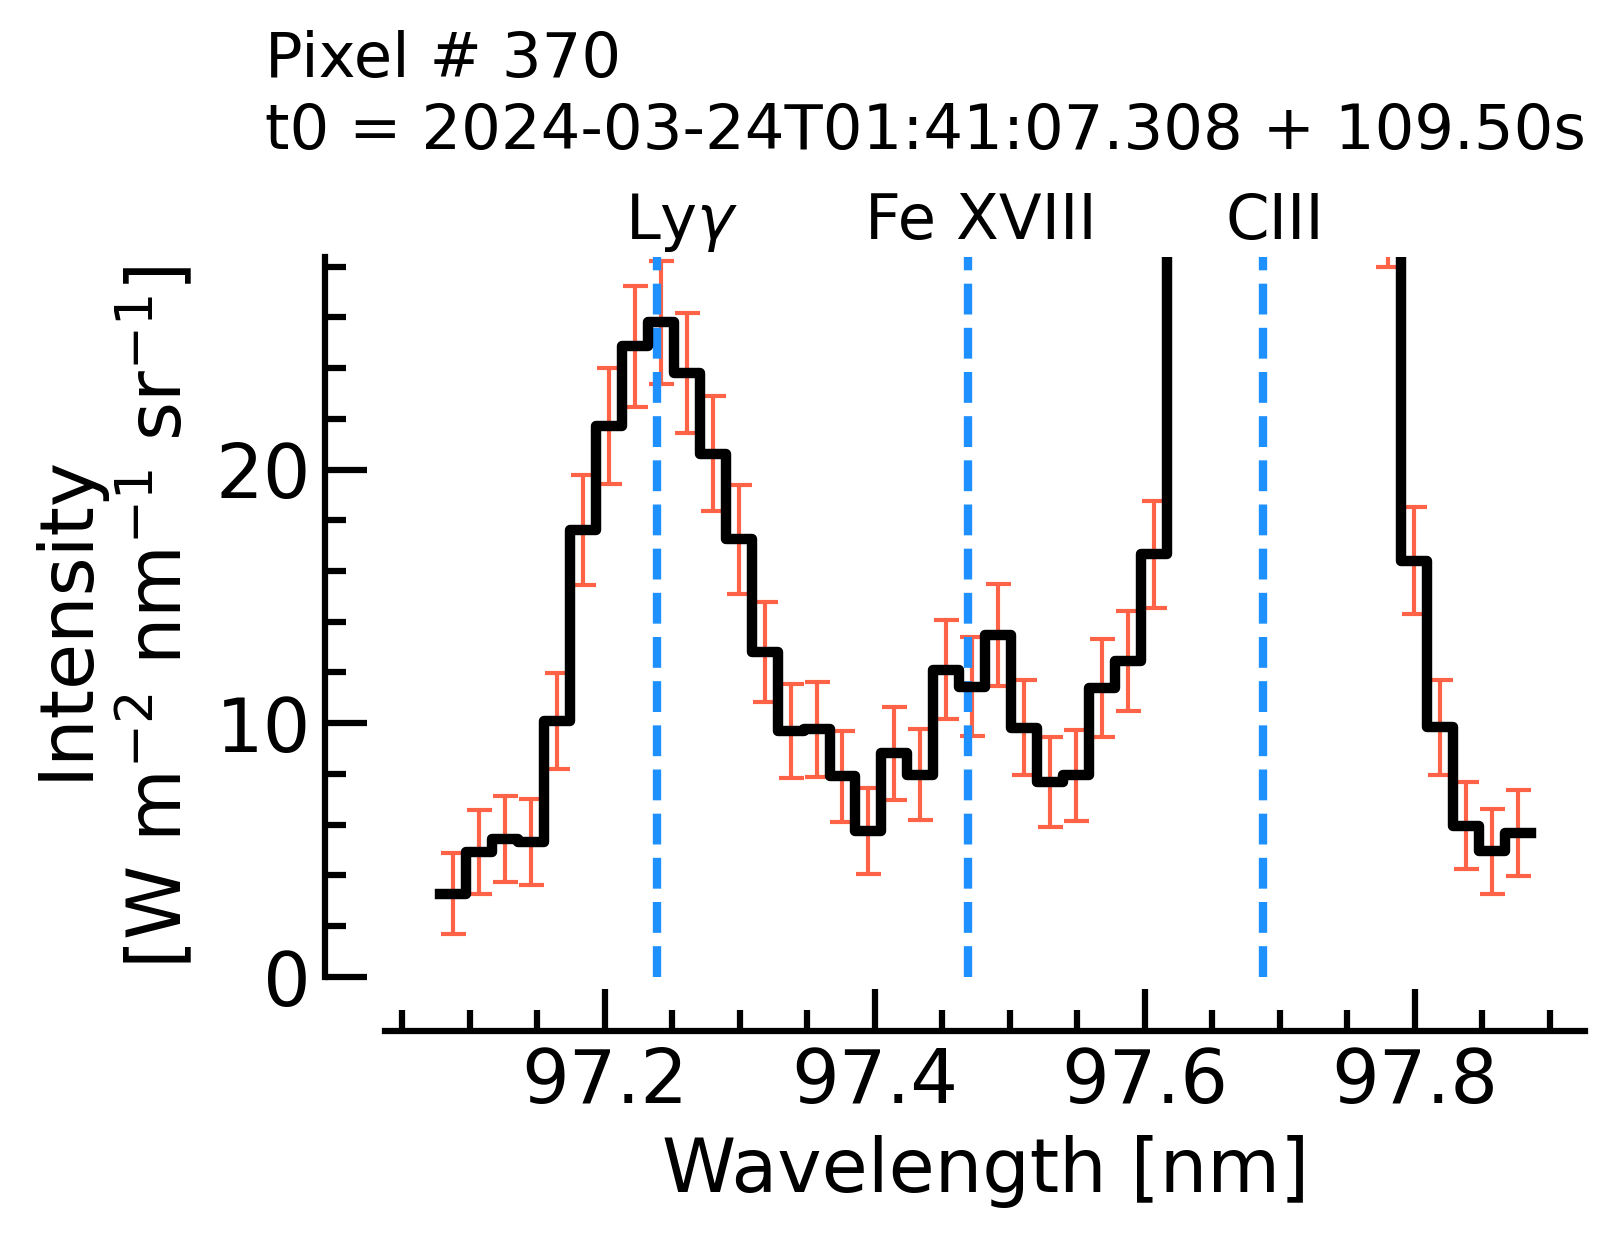 Pixel # 370
t0 = 2024-03-24T01:41:07.308 + 109.50s
Lyγ Fe XVIII CIII
Intensity
[W m⁻² nm⁻¹ sr⁻¹]
20
10
0
97.2 97.4 97.6 97.8
Wavelength [nm]